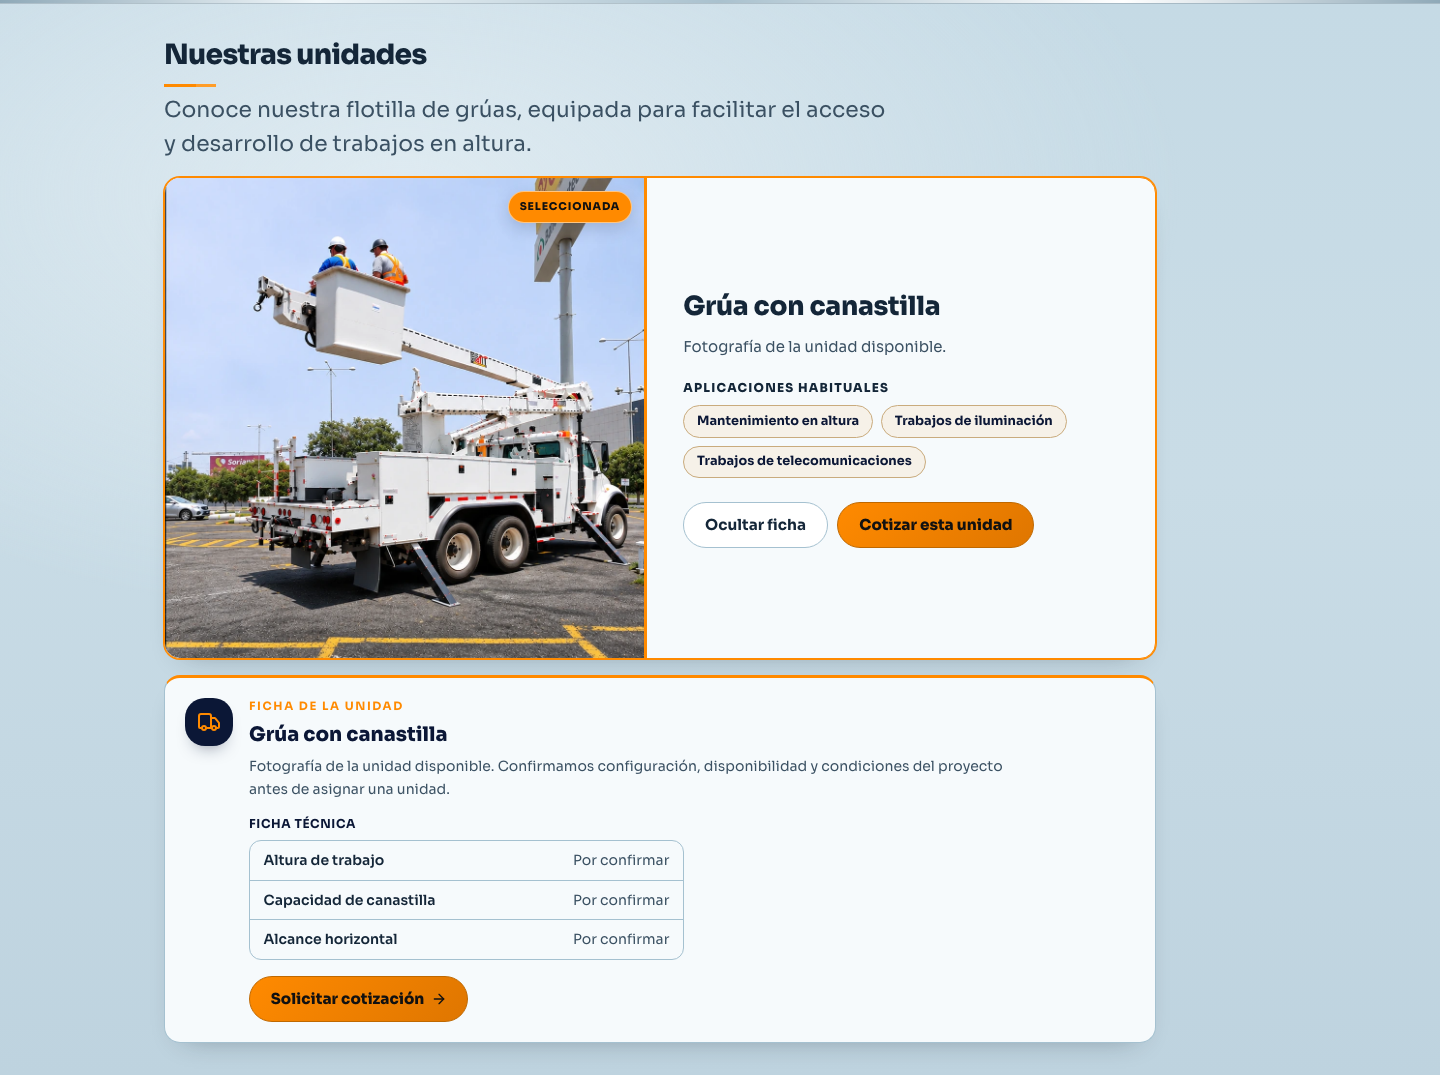 Nuestras unidades
Conoce nuestra flotilla de grúas, equipada para facilitar el acceso
y desarrollo de trabajos en altura.
SELECCIONADA
Soriana
Grúa con canastilla
Fotografía de la unidad disponible.
APLICACIONES HABITUALES
Mantenimiento en altura
Trabajos de iluminación
Trabajos de telecomunicaciones
Ocultar ficha
Cotizar esta unidad
FICHA DE LA UNIDAD
Grúa con canastilla
Fotografía de la unidad disponible. Confirmamos configuración, disponibilidad y condiciones del proyecto
antes de asignar una unidad.
FICHA TÉCNICA
Altura de trabajo Por confirmar
Capacidad de canastilla Por confirmar
Alcance horizontal Por confirmar
Solicitar cotización →